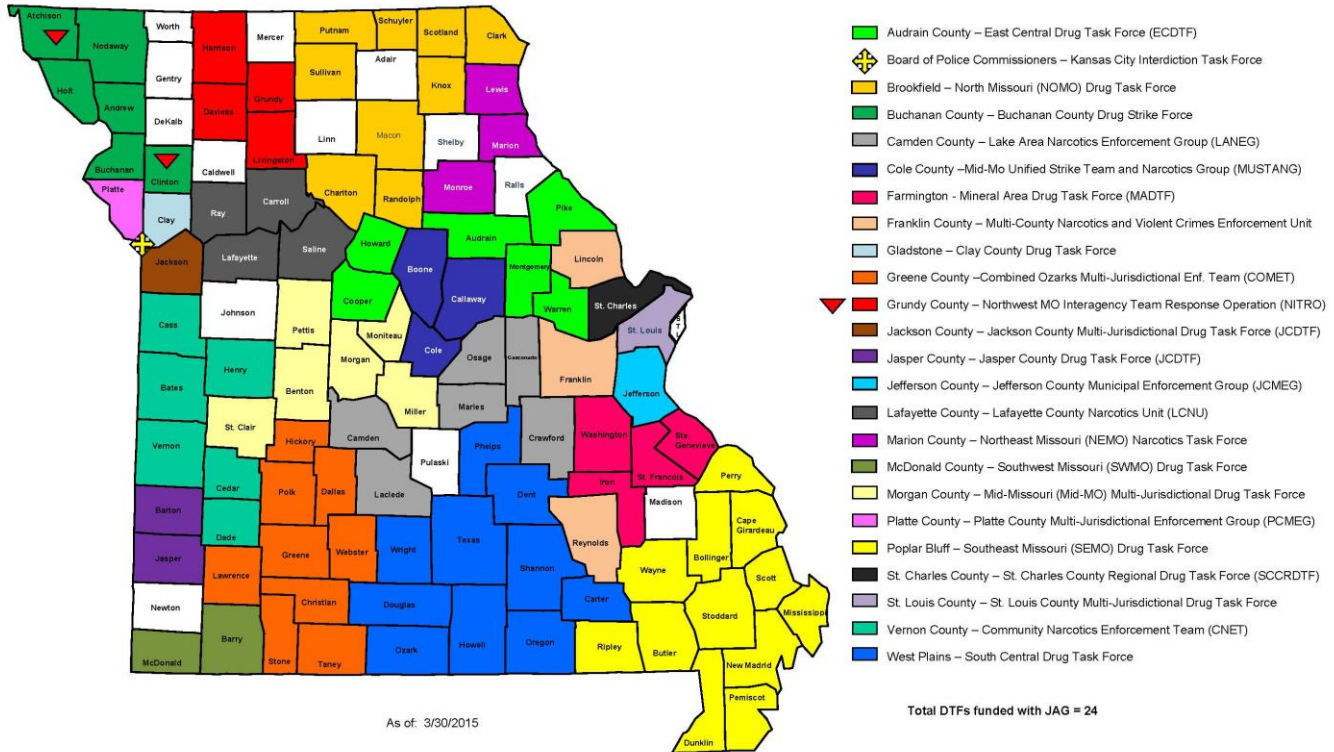 Atchison
Worth
Mercer
Putnam
Schuyler
Scotland
Clark
Nodaway
Harrison
Adair
Gentry
Sullivan
Knox
Lewis
Holt
Andrew
Daviess
Grundy
DeKalb
Linn
Macon
Shelby
Marion
Livingston
Buchanan
Clinton
Caldwell
Chariton
Randolph
Monroe
Ralls
Platte
Clay
Ray
Carroll
Pike
Audrain
Saline
Howard
Boone
Jackson
Lafayette
Montgomery
Lincoln
Callaway
Cooper
Warren
St. Charles
Johnson
Cass
Pettis
Moniteau
St. Louis
S
T
L
Cole
Osage
Gasconade
Morgan
Henry
Franklin
Bates
Benton
Jefferson
Miller
Maries
St. Clair
Camden
Phelps
Crawford
Washington
Ste.
Genevieve
Vernon
Hickory
Pulaski
St. Francois
Perry
Cedar
Polk
Dallas
Laclede
Dent
Iron
Madison
Barton
Cape
Girardeau
Dade
Texas
Reynolds
Bollinger
Jasper
Greene
Webster
Wright
Shannon
Wayne
Lawrence
Scott
Christian
Douglas
Carter
Stoddard
Mississippi
Newton
Barry
Stone
Taney
Ozark
Howell
Oregon
Ripley
Butler
New Madrid
McDonald
Pemiscot
Dunklin
As of: 3/30/2015
Audrain County – East Central Drug Task Force (ECDTF)
Board of Police Commissioners – Kansas City Interdiction Task Force
Brookfield – North Missouri (NOMO) Drug Task Force
Buchanan County – Buchanan County Drug Strike Force
Camden County – Lake Area Narcotics Enforcement Group (LANEG)
Cole County –Mid-Mo Unified Strike Team and Narcotics Group (MUSTANG)
Farmington - Mineral Area Drug Task Force (MADTF)
Franklin County – Multi-County Narcotics and Violent Crimes Enforcement Unit
Gladstone – Clay County Drug Task Force
Greene County –Combined Ozarks Multi-Jurisdictional Enf. Team (COMET)
Grundy County – Northwest MO Interagency Team Response Operation (NITRO)
Jackson County – Jackson County Multi-Jurisdictional Drug Task Force (JCDTF)
Jasper County – Jasper County Drug Task Force (JCDTF)
Jefferson County – Jefferson County Municipal Enforcement Group (JCMEG)
Lafayette County – Lafayette County Narcotics Unit (LCNU)
Marion County – Northeast Missouri (NEMO) Narcotics Task Force
McDonald County – Southwest Missouri (SWMO) Drug Task Force
Morgan County – Mid-Missouri (Mid-MO) Multi-Jurisdictional Drug Task Force
Platte County – Platte County Multi-Jurisdictional Enforcement Group (PCMEG)
Poplar Bluff – Southeast Missouri (SEMO) Drug Task Force
St. Charles County – St. Charles County Regional Drug Task Force (SCCRDTF)
St. Louis County – St. Louis County Multi-Jurisdictional Drug Task Force
Vernon County – Community Narcotics Enforcement Team (CNET)
West Plains – South Central Drug Task Force
Total DTFs funded with JAG = 24